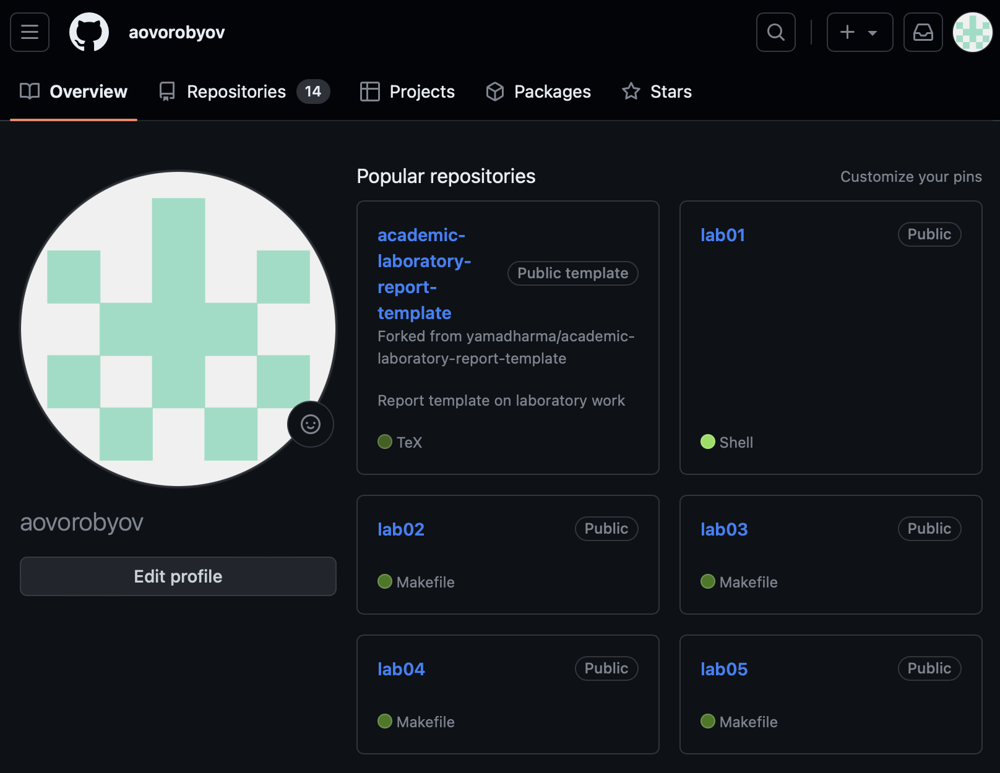 aovorobyov
Overview
Repositories 14
Projects
Packages
Stars
Popular repositories
Customize your pins
academic-
laboratory-
report-
template
Public template
Forked from yamadharma/academic-
laboratory-report-template
Report template on laboratory work
TeX
lab01
Public
Shell
aovorobyov
Edit profile
lab02
Public
Makefile
lab03
Public
Makefile
lab04
Public
Makefile
lab05
Public
Makefile